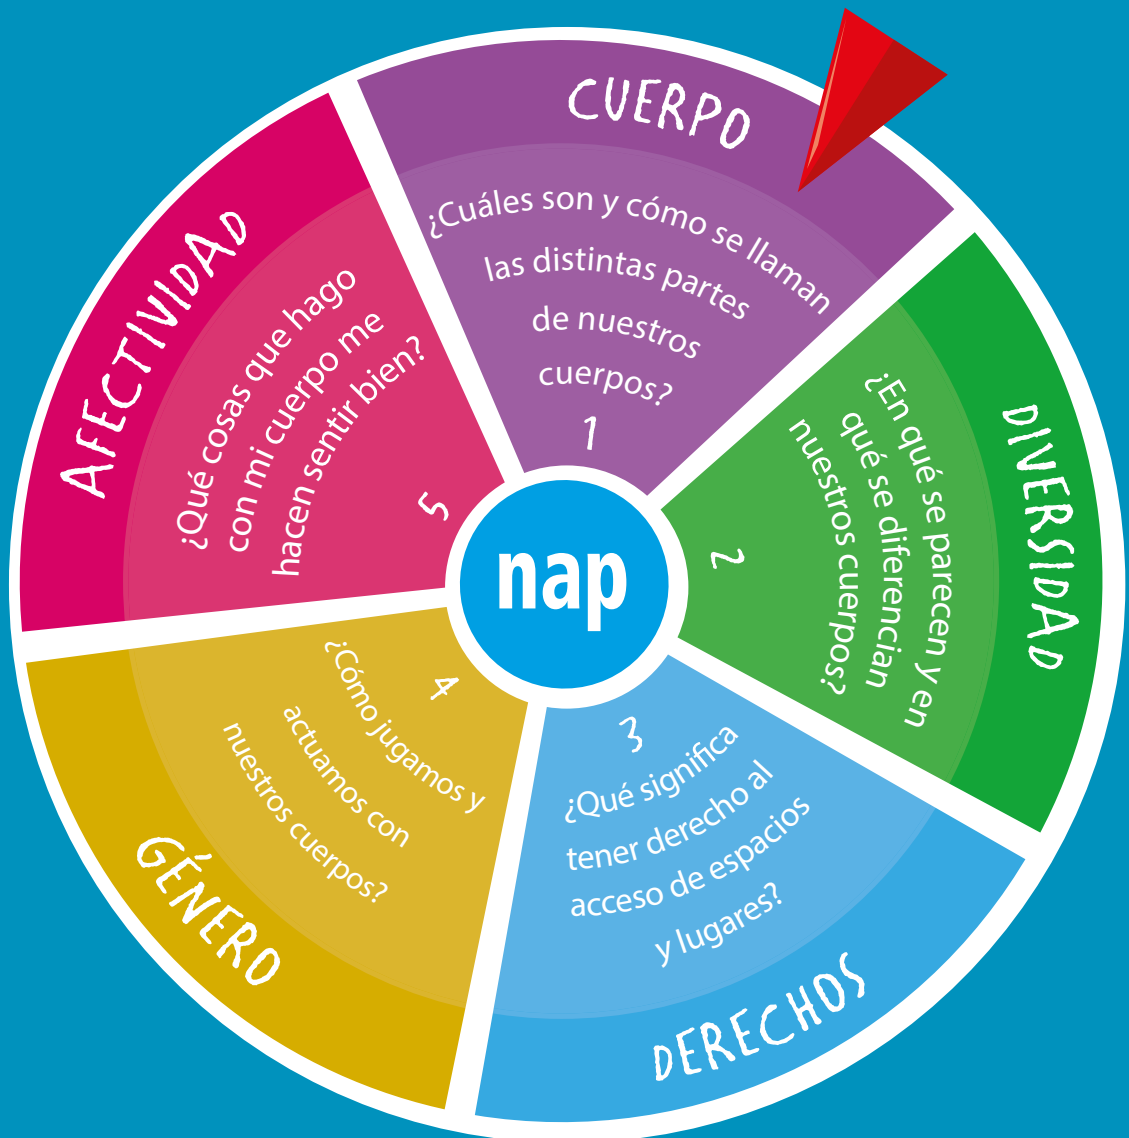 CUERPO
¿Cuáles son y cómo se llaman
las distintas partes
de nuestros
cuerpos?
1
DIVERSIDAD
¿En qué se parecen y en
qué se diferencian
nuestros cuerpos?
2
3
¿Qué significa
tener derecho al
acceso de espacios
y lugares?
DERECHOS
4
¿Cómo jugamos y
actuamos con
nuestros cuerpos?
GÉNERO
AFECTIVIDAD
¿Qué cosas que hago
con mi cuerpo me
hacen sentir bien?
5
nap